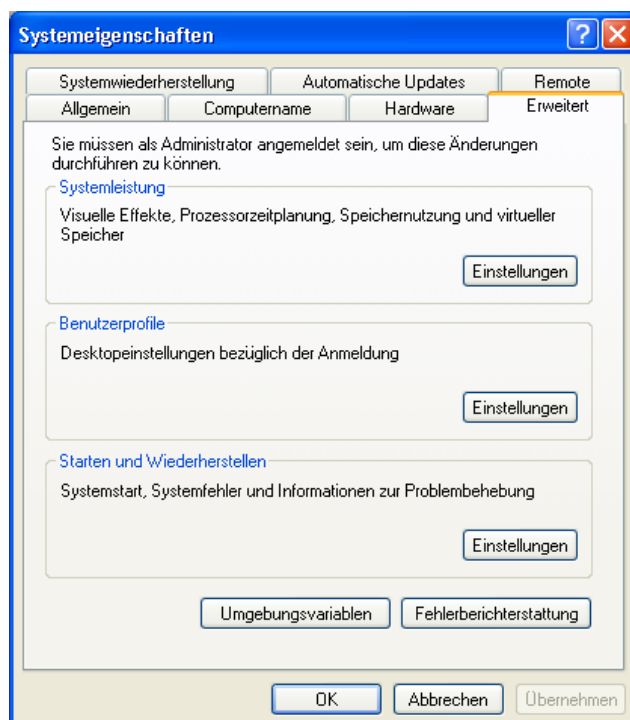 Systemeigenschaften
Systemwiederherstellung Automatische Updates Remote
Allgemein Computername Hardware Erweitert
Sie müssen als Administrator angemeldet sein, um diese Änderungen
durchführen zu können.
Systemleistung
Visuelle Effekte, Prozessorzeitplanung, Speichernutzung und virtueller
Speicher
Einstellungen
Benutzerprofile
Desktopeinstellungen bezüglich der Anmeldung
Einstellungen
Starten und Wiederherstellen
Systemstart, Systemfehler und Informationen zur Problembehebung
Einstellungen
Umgebungsvariablen Fehlerberichterstattung
OK Abbrechen Übernehmen